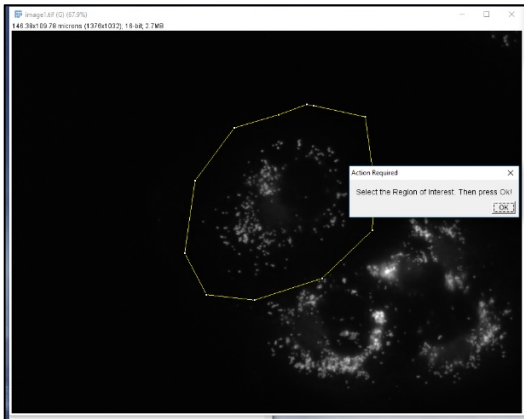 image1.tif (G) (67.9%)
146.39x109.78 microns (1376x1032); 16-bit; 2.7MB
Action Required
Select the Region of Interest. Then press Ok!
OK